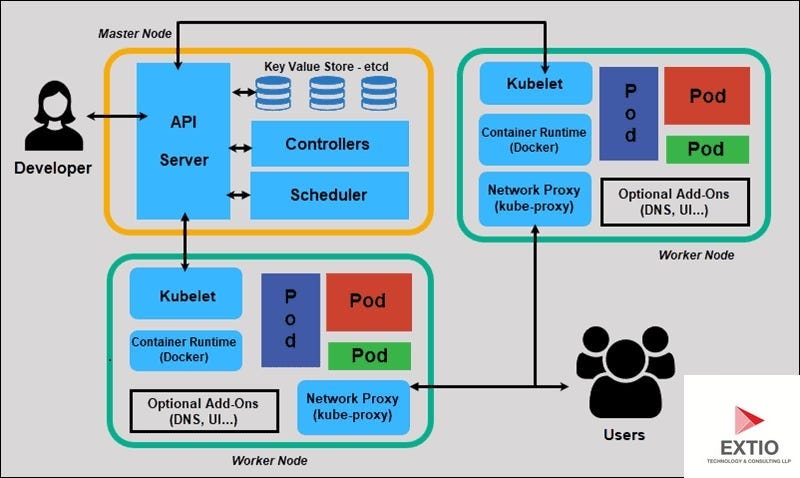 Master Node
Key Value Store - etcd
API
Server
Controllers
Scheduler
Developer
Kubelet
Container Runtime
(Docker)
Network Proxy
(kube-proxy)
P
o
d
Pod
Pod
Optional Add-Ons
(DNS, UI...)
Worker Node
Kubelet
Container Runtime
(Docker)
P
o
d
Pod
Pod
Optional Add-Ons
(DNS, UI...)
Network Proxy
(kube-proxy)
Worker Node
Users
EXTIO
TECHNOLOGY & CONSULTING LLP